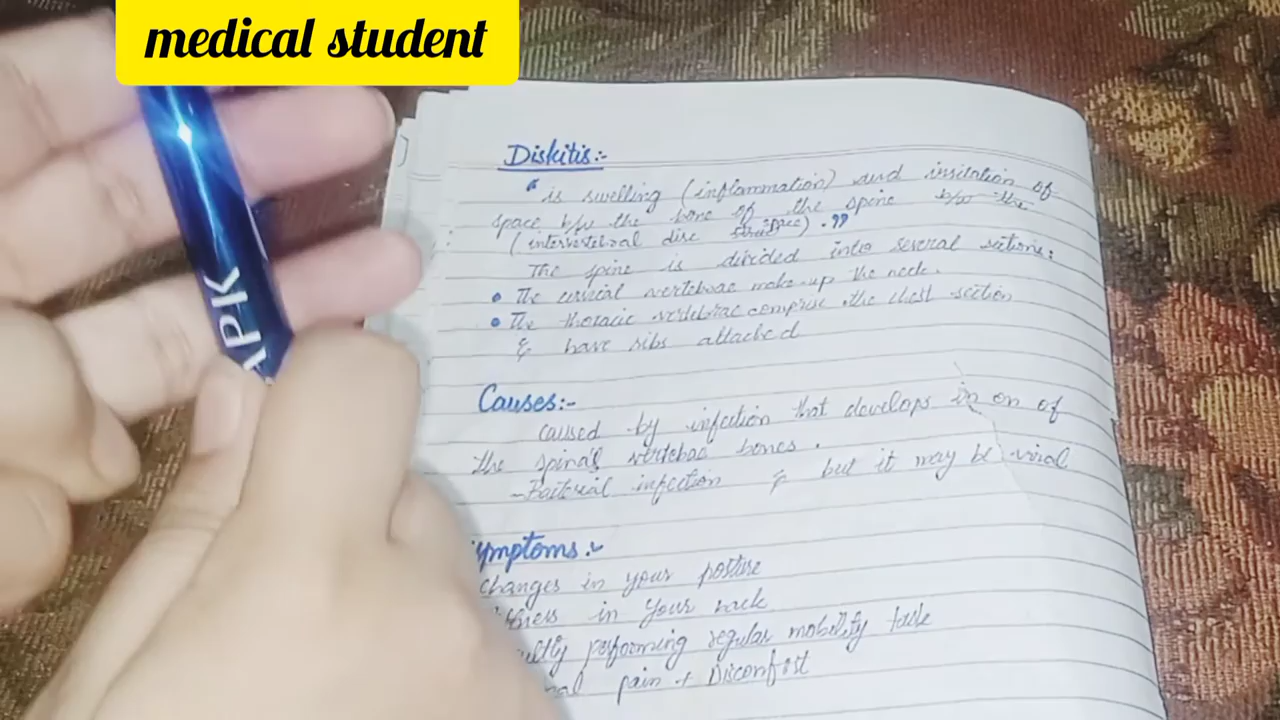 medical student
APK
Diskitis:-
" is swelling (inflammation) and irritation of
space b/w the bone of the spine
(intervertebral disc space). "
The spine is divided into several sections:
• The cervical vertebrae make-up the neck.
• The thoracic vertebrae comprise the chest section
& have ribs attached
Causes:-
caused by infection that develops in on of
the spinal vertebae bones.
- Bacterial infection & but it may be viral
ymptoms:-
changes in your posture
in your back
performing regular mobility task
pain + Discomfort